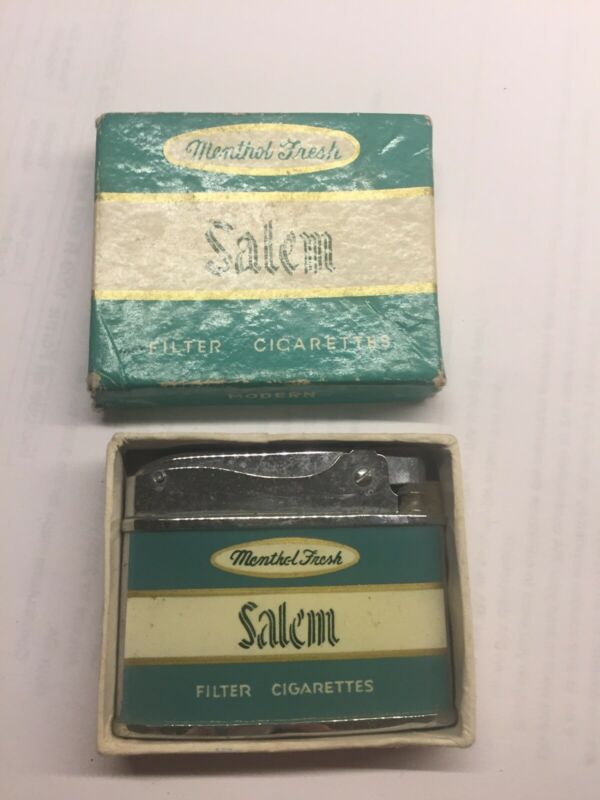 Menthol Fresh
Salem
FILTER CIGARETTES
MODERN
Menthol Fresh
Salem
FILTER CIGARETTES